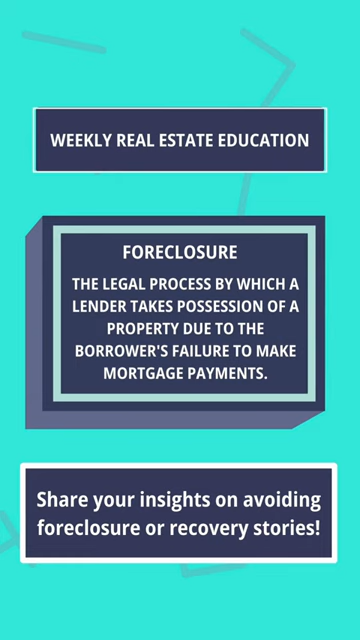 WEEKLY REAL ESTATE EDUCATION
FORECLOSURE
THE LEGAL PROCESS BY WHICH A
LENDER TAKES POSSESSION OF A
PROPERTY DUE TO THE
BORROWER'S FAILURE TO MAKE
MORTGAGE PAYMENTS.
Share your insights on avoiding
foreclosure or recovery stories!